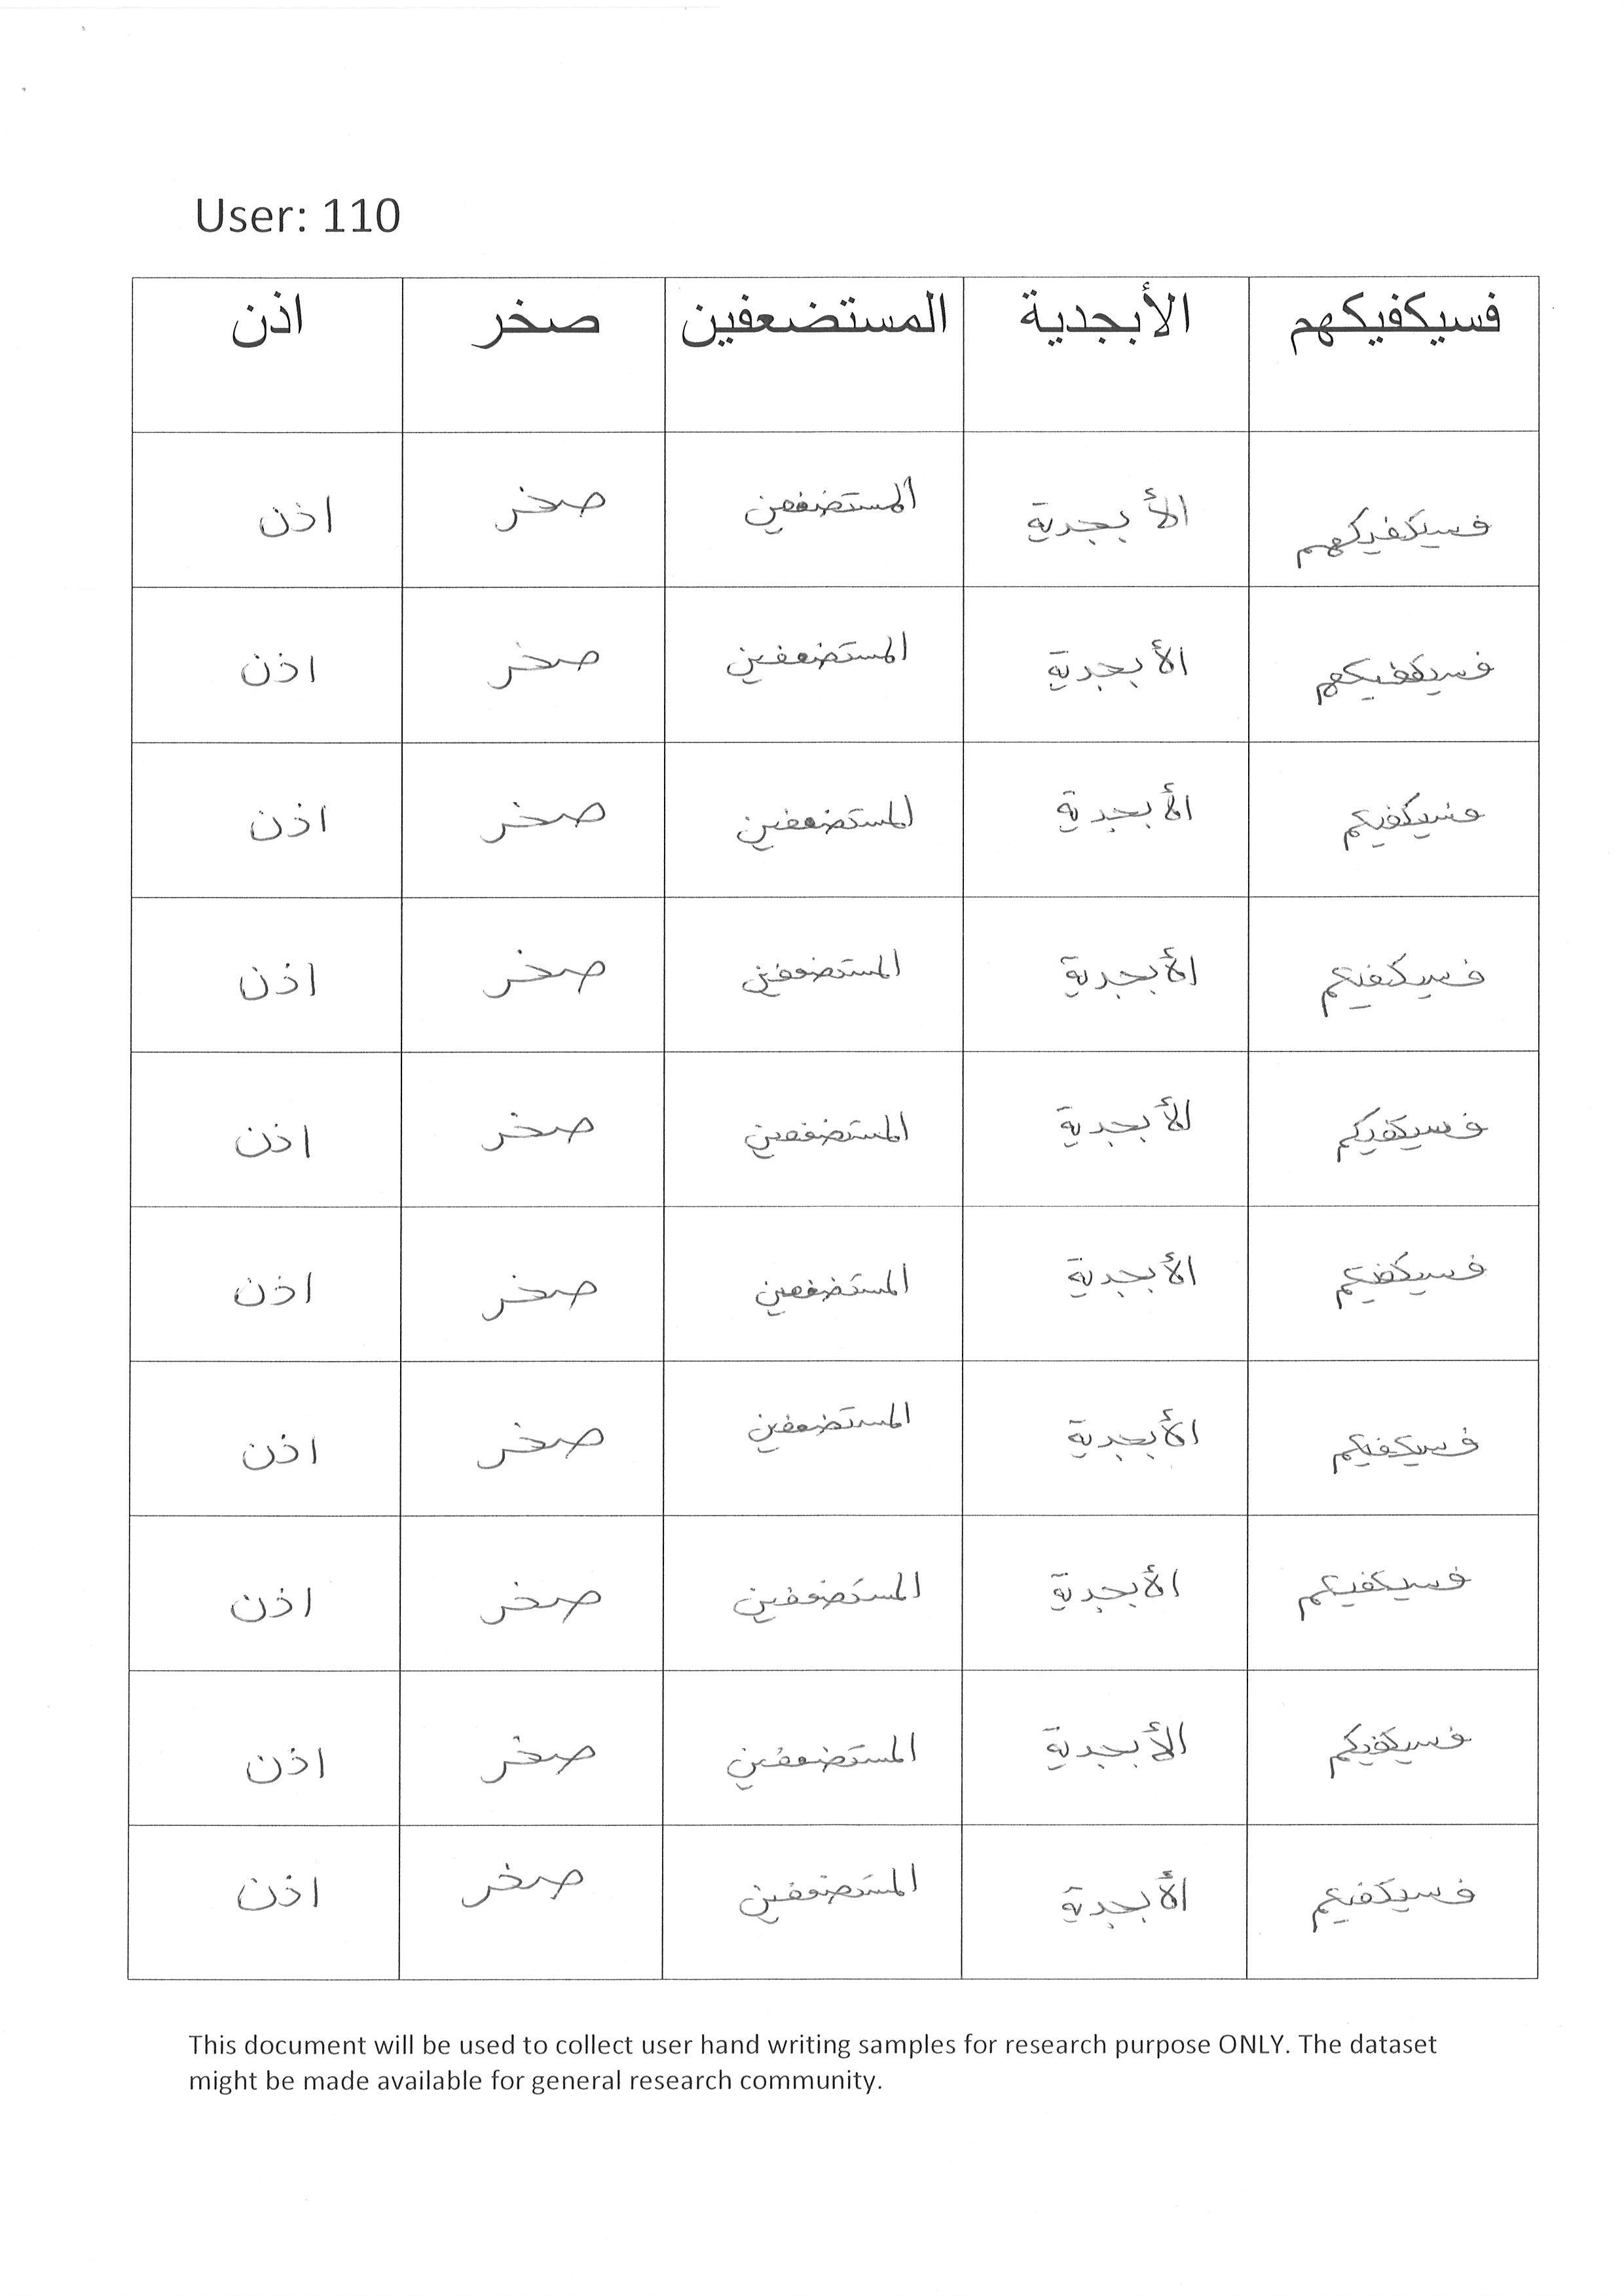 User: 110
فسيكفيكهم الأبجدية المستضعفين صخر اذن
فسيكفيكهم الأبجدية المستضعفين صخر اذن
فسيكفيكهم الأبجدية المستضعفين صخر اذن
فسيكفيكم الأبجدية المستضعفين صخر اذن
فسيكفيكم الأبجدية المستضعفين صخر اذن
فسيكفيكم الأبجدية المستضعفين صخر اذن
فسيكفيكم الأبجدية المستضعفين صخر اذن
فسيكفيكم الأبجدية المستضعفين صخر اذن
فسيكفيكم الأبجدية المستضعفين صخر اذن
فسيكفيكم الأبجدية المستضعفين صخر اذن
فسيكفيكم الأبجدية المستضعفين صخر اذن
This document will be used to collect user hand writing samples for research purpose ONLY. The dataset
might be made available for general research community.